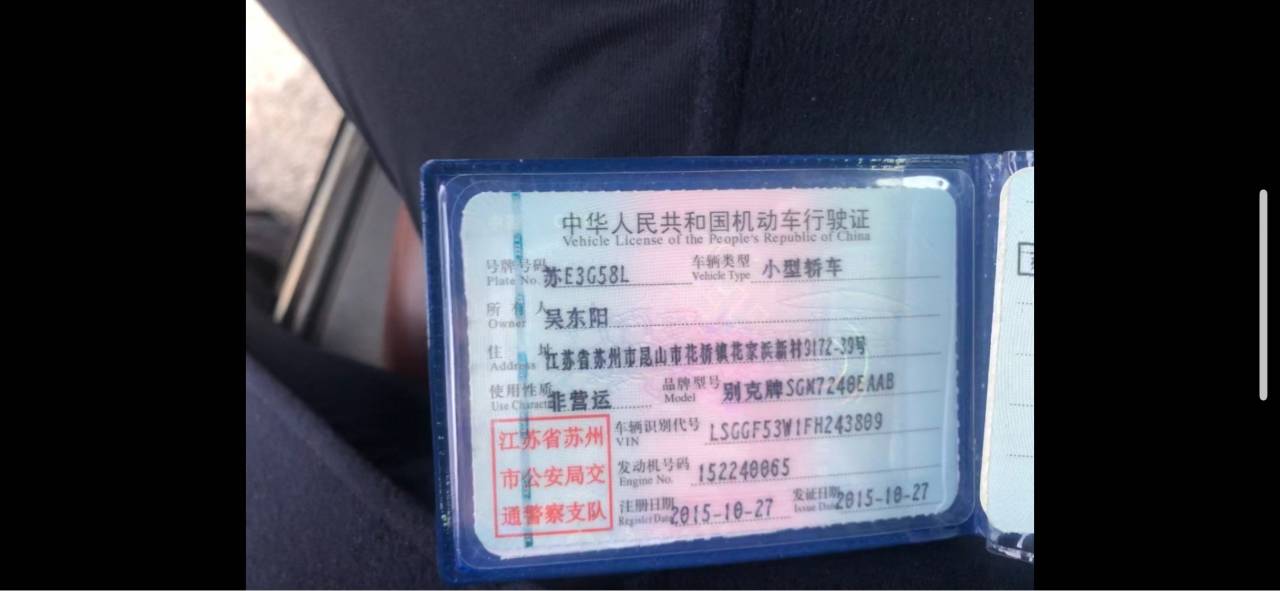 中华人民共和国机动车行驶证
Vehicle License of the People's Republic of China
号牌号码 苏E3G58L 车辆类型 小型轿车
Plate No. Vehicle Type
所有人 吴东阳
Owner
住址 江苏省苏州市昆山市花桥镇花家浜新村3172-39号
Address
使用性质 非营运 品牌型号 别克牌SGM7240EAAB
Use Character Model
江苏省苏州
市公安局交
通警察支队
车辆识别代号 LSGGF53W1FH243809
VIN
发动机号码 152240065
Engine No.
注册日期 2015-10-27 发证日期 2015-10-27
Register Date Issue Date